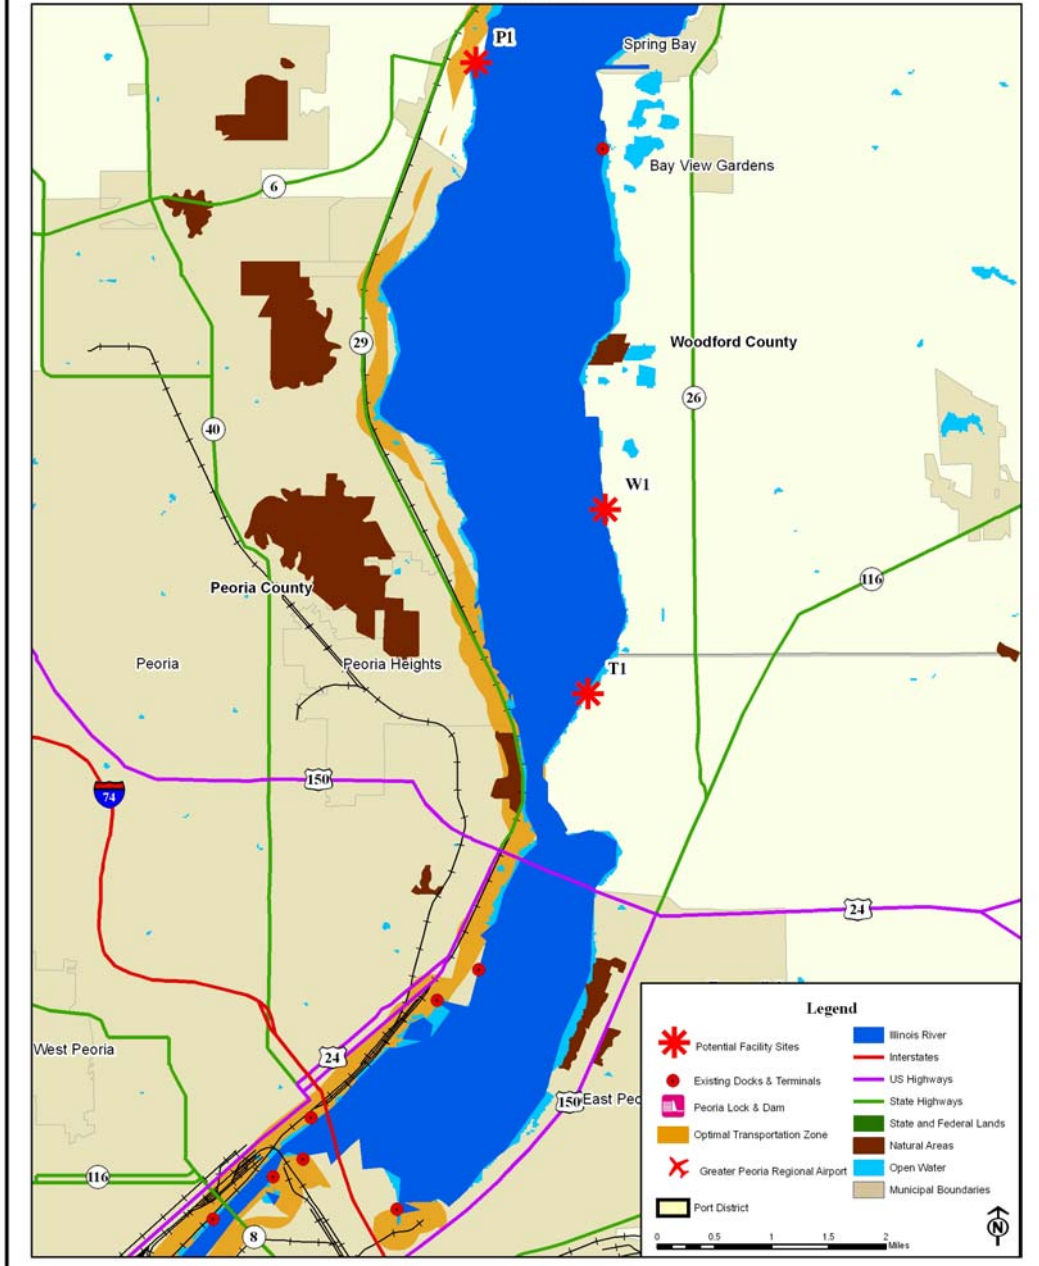 P1
Spring Bay
Bay View Gardens
6
29
Woodford County
26
40
W1
116
Peoria County
Peoria
Peoria Heights
T1
150
74
24
West Peoria
24
150
East Peo
116
8
Legend
Potential Facility Sites
Existing Docks & Terminals
Peoria Lock & Dam
Optimal Transportation Zone
Greater Peoria Regional Airport
Port District
Illinois River
Interstates
US Highways
State Highways
State and Federal Lands
Natural Areas
Open Water
Municipal Boundaries
0 0.5 1 1.5 2
Miles
N